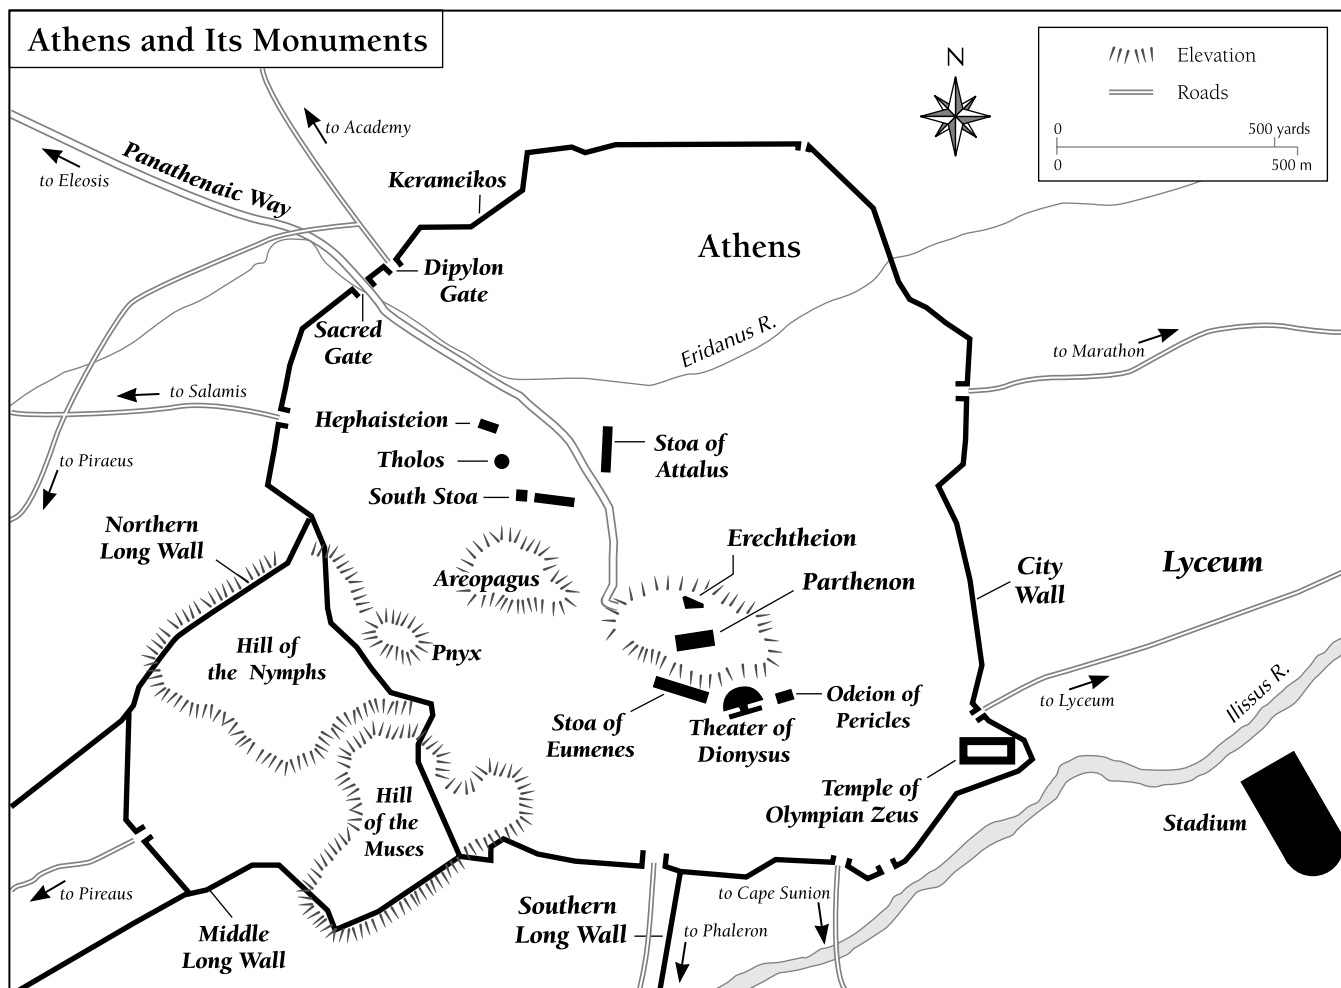 Athens and Its Monuments
N
Elevation
Roads
0
500 yards
0
500 m
to Academy
Panathenaic Way
to Eleosis
Kerameikos
Athens
Dipylon
Gate
Sacred
Gate
Eridanus R.
to Marathon
to Salamis
Hephaisteion
Tholos
South Stoa
Stoa of
Attalus
to Piraeus
Northern
Long Wall
Erechtheion
Parthenon
Areopagus
City
Wall
Lyceum
Hill of
the Nymphs
Pnyx
to Lyceum
Ilissus R.
Stoa of
Eumenes
Theater of
Dionysus
Odeion of
Pericles
Temple of
Olympian Zeus
Hill
of the
Muses
Stadium
to Pireaus
Middle
Long Wall
Southern
Long Wall
to Phaleron
to Cape Sunion